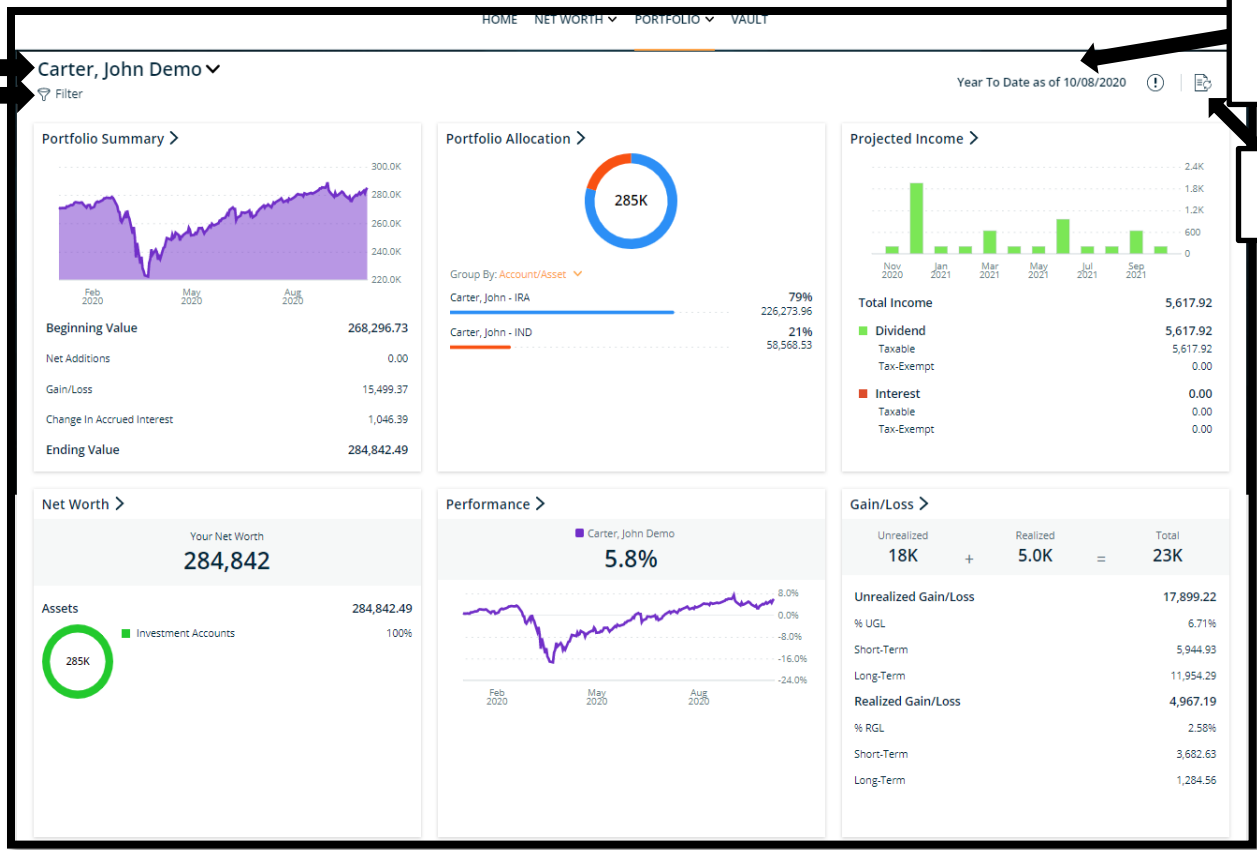 HOME NET WORTH PORTFOLIO VAULT
Carter, John Demo
Filter
Year To Date as of 10/08/2020
Portfolio Summary
300.0K
280.0K
260.0K
240.0K
220.0K
Feb May Aug
2020 2020 2020
Beginning Value 268,296.73
Net Additions 0.00
Gain/Loss 15,499.37
Change In Accrued Interest 1,046.39
Ending Value 284,842.49
Portfolio Allocation
285K
Group By: Account/Asset
Carter, John - IRA 79%
226,273.96
Carter, John - IND 21%
58,568.53
Projected Income
2.4K
1.8K
1.2K
600
0
Nov Jan Mar May Jul Sep
2020 2021 2021 2021 2021 2021
Total Income 5,617.92
Dividend 5,617.92
Taxable 5,617.92
Tax-Exempt 0.00
Interest 0.00
Taxable 0.00
Tax-Exempt 0.00
Net Worth
Your Net Worth
284,842
Assets 284,842.49
Investment Accounts 100%
285K
Performance
Carter, John Demo
5.8%
8.0%
0.0%
-8.0%
-16.0%
-24.0%
Feb May Aug
2020 2020 2020
Gain/Loss
Unrealized Realized Total
18K + 5.0K = 23K
Unrealized Gain/Loss 17,899.22
% UGL 6.71%
Short-Term 5,944.93
Long-Term 11,954.29
Realized Gain/Loss 4,967.19
% RGL 2.58%
Short-Term 3,682.63
Long-Term 1,284.56